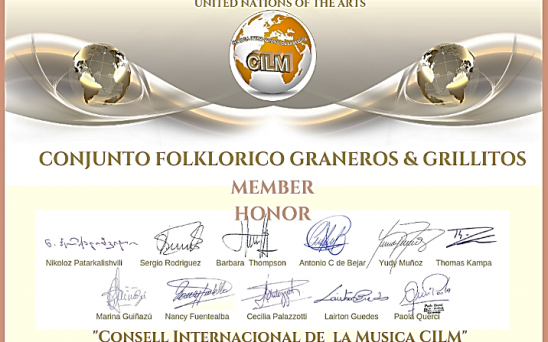 UNITED NATIONS OF THE ARTS
CILM
CONJUNTO FOLKLORICO GRANEROS & GRILLITOS
MEMBER
HONOR
Nikoloz Patarkalishvili Sergio Rodriguez Barbara Thompson Antonio C de Bejar Yudy Muñoz Thomas Kampa
Marina Guiñazú Nancy Fuentealba Cecilia Palazzotti Lairton Guedes Paola Querci
"CONSELL INTERNACIONAL DE LA MUSICA CILM"